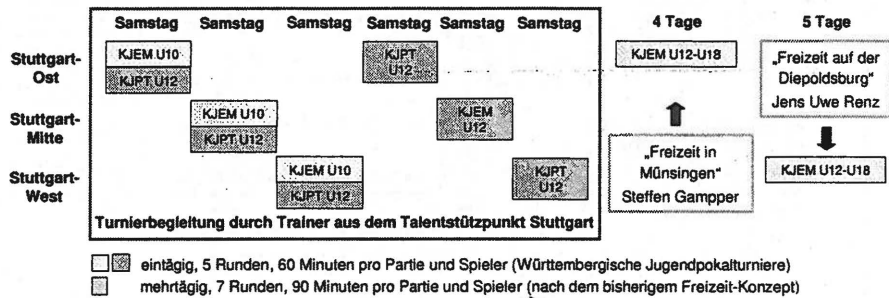 Samstag Samstag Samstag Samstag Samstag Samstag 4 Tage 5 Tage
Stuttgart-
Ost
KJEM U10
KJPT U12
KJPT
U12
KJEM U12-U18
„Freizeit auf der
Diepoldsburg"
Jens Uwe Renz
Stuttgart-
Mitte
KJEM U10
KJPT U12
KJEM
U12
„Freizeit in
Münsingen"
Steffen Gampper
Stuttgart-
West
KJEM U10
KJPT U12
KJPT
U12
KJEM U12-U18
Turnierbegleitung durch Trainer aus dem Talentstützpunkt Stuttgart
eintägig, 5 Runden, 60 Minuten pro Partie und Spieler (Württembergische Jugendpokalturniere)
mehrtägig, 7 Runden, 90 Minuten pro Partie und Spieler (nach dem bisherigem Freizeit-Konzept)